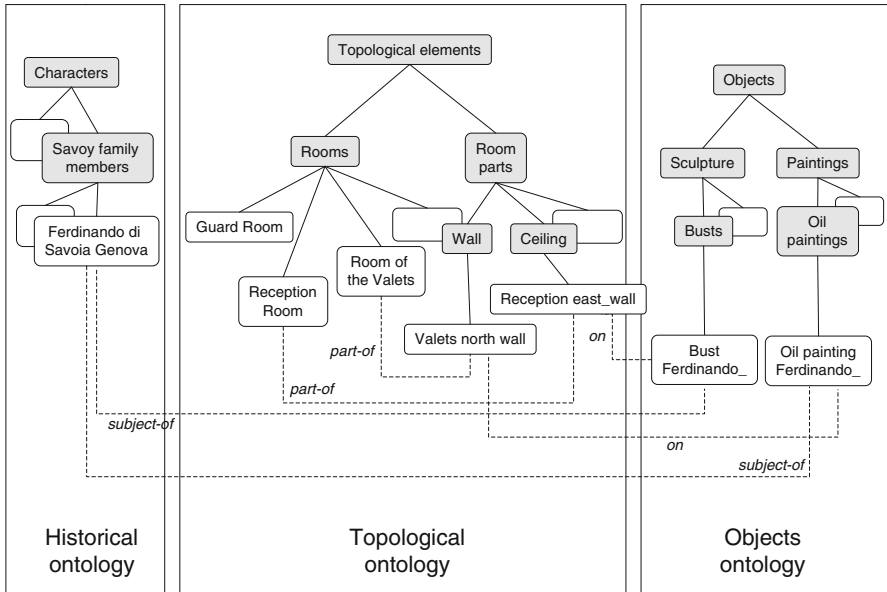 Characters
Savoy family
members
Ferdinando di
Savoia Genova
Historical
ontology
Topological elements
Rooms
Room
parts
Guard Room
Reception
Room
Room of
the Valets
Wall
Ceiling
Reception east_wall
Valets north wall
part-of
part-of
on
subject-of
on
subject-of
Topological
ontology
Objects
Sculpture
Paintings
Busts
Oil
paintings
Bust
Ferdinando_
Oil painting
Ferdinando_
Objects
ontology